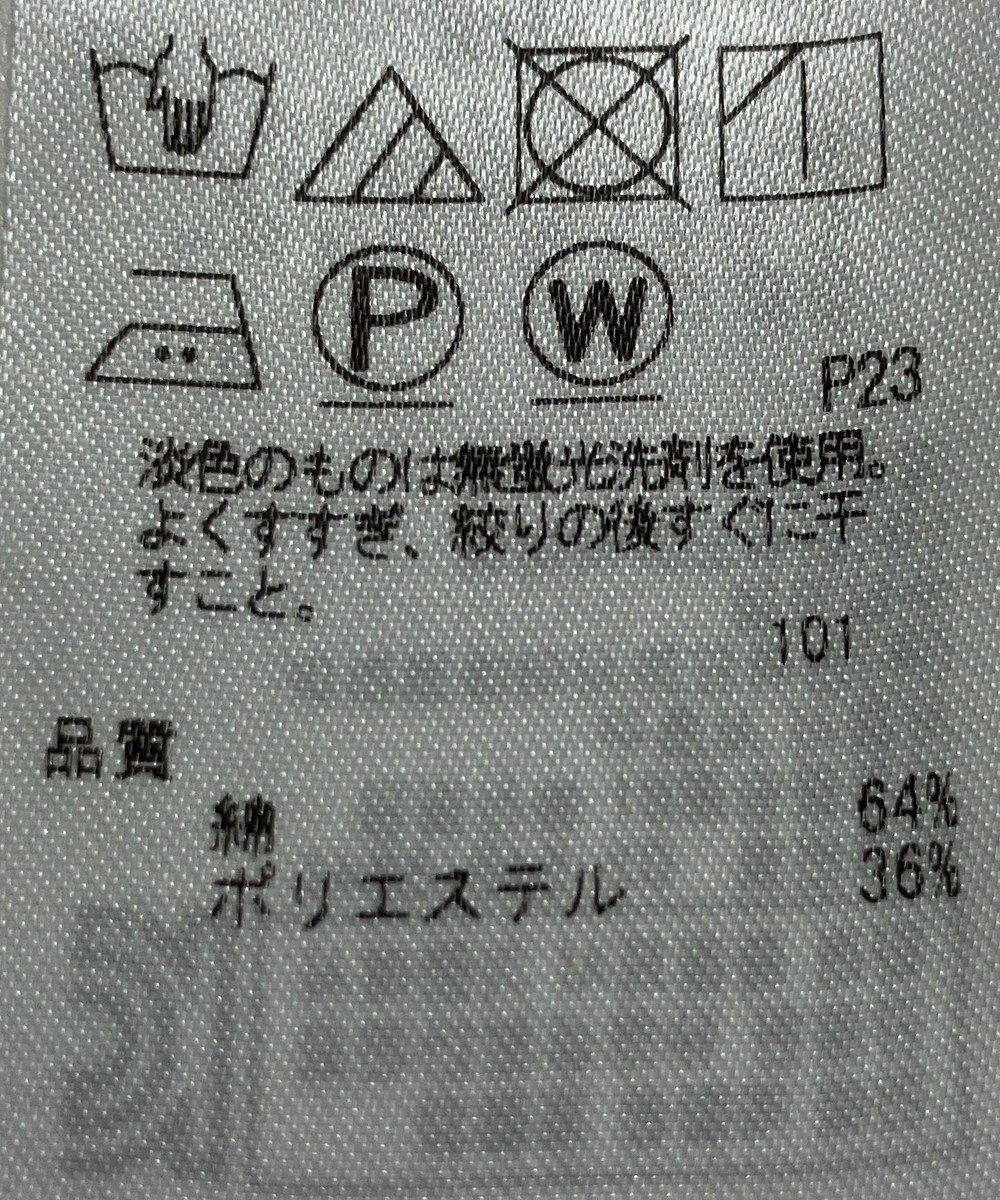 P
W
P23
淡色のものは無蛍光洗剤を使用。
よくすすぎ、絞りの後すぐに干
すこと。
101
品質
綿
64%
ポリエステル
36%